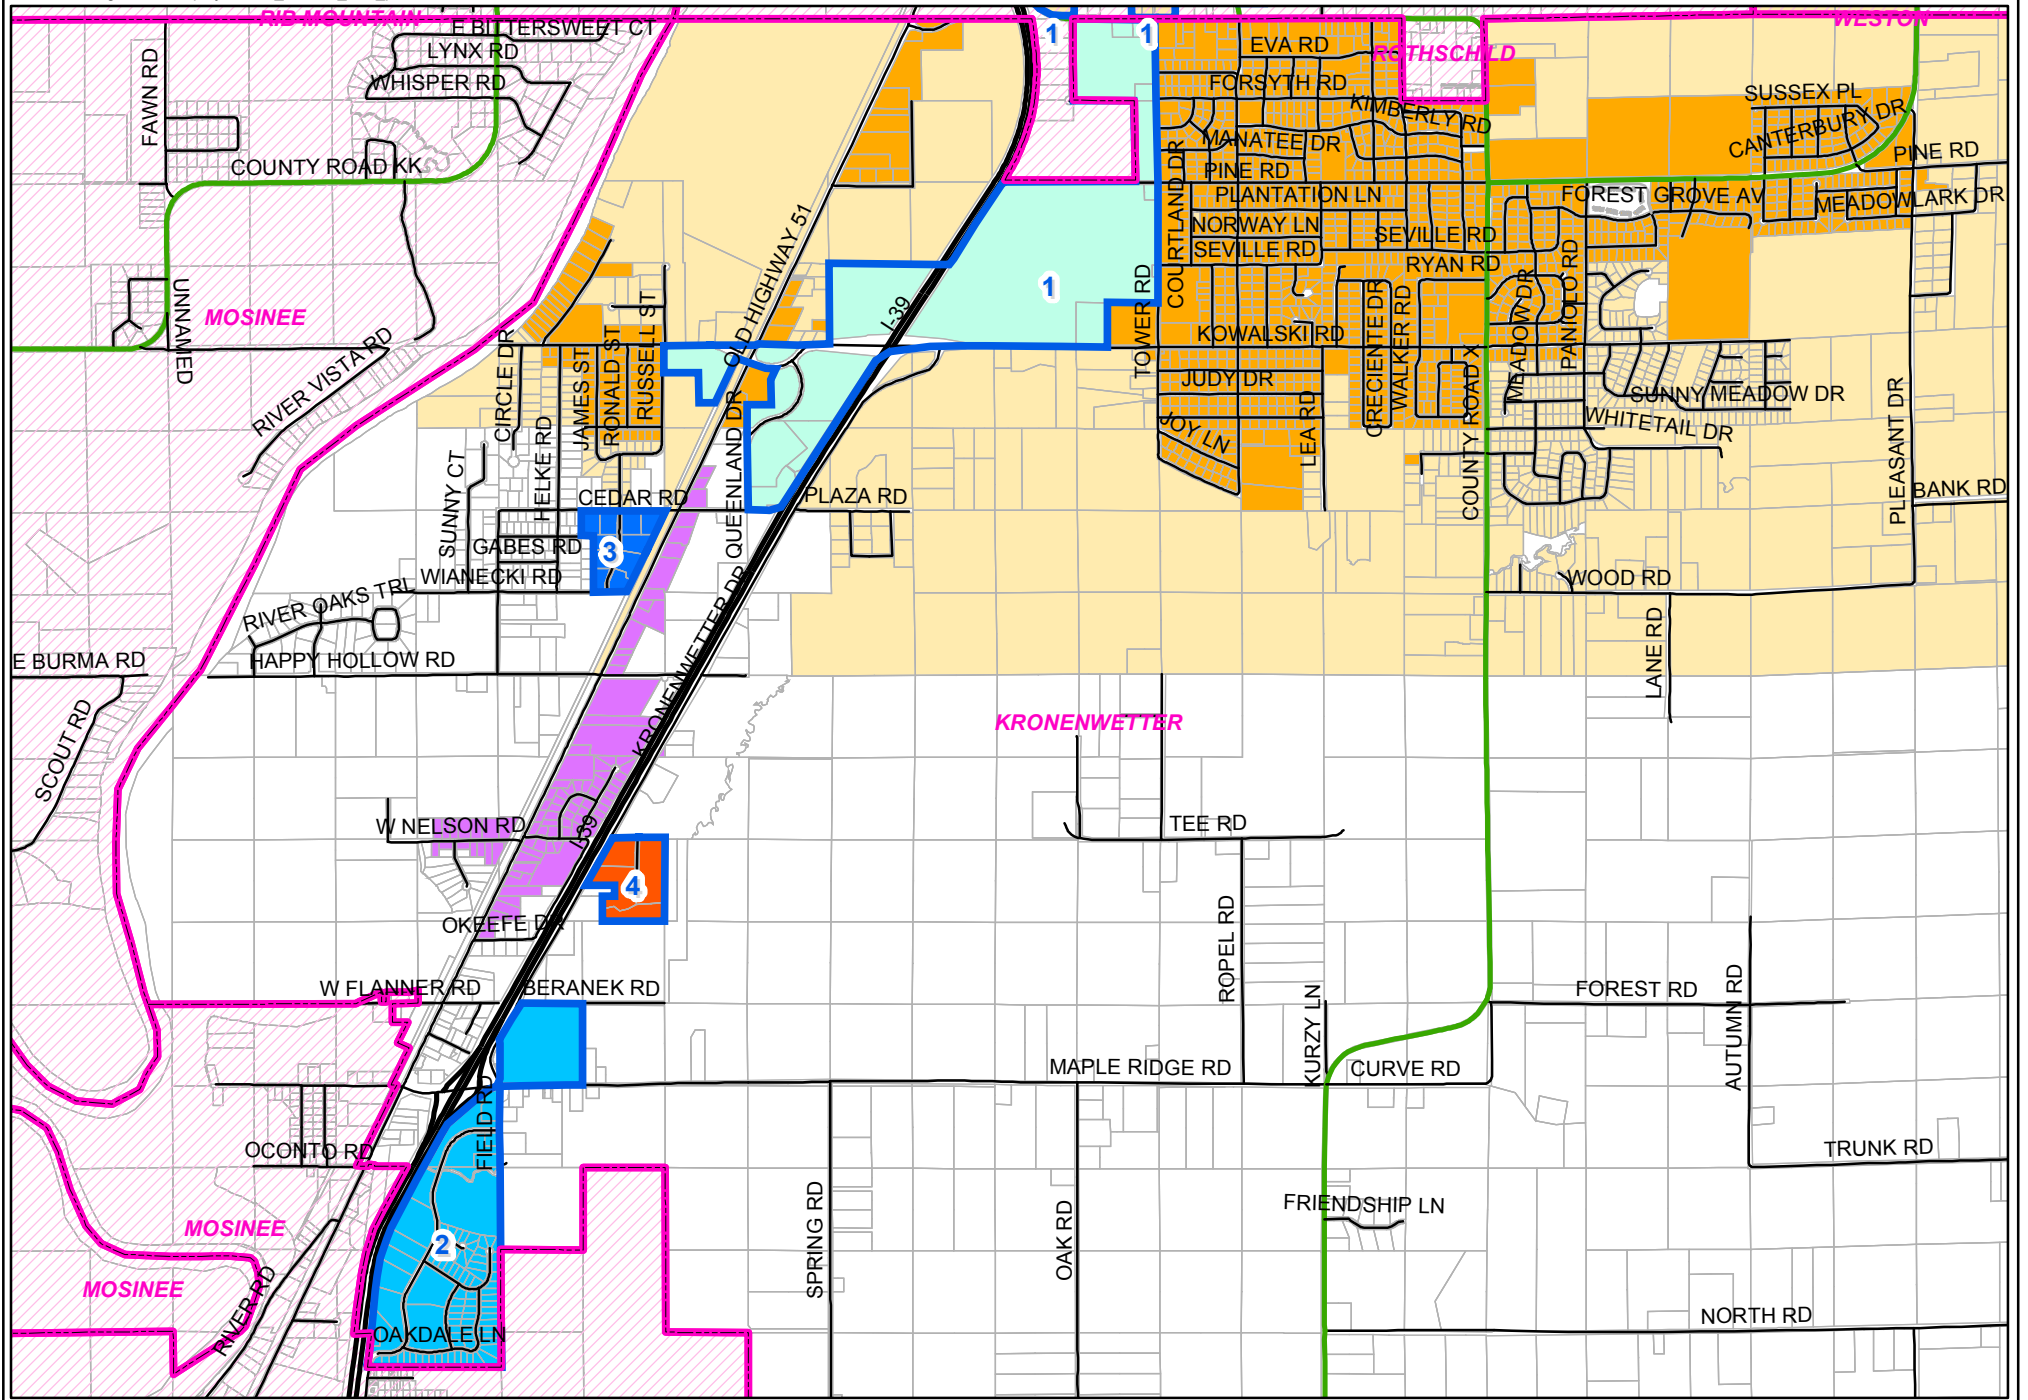 RIB MOUNTAIN
WESTON
E BITTERSWEET CT
1
1
EVA RD
ROTHSCHILD
LYNX RD
FAWN RD
WHISPER RD
FORSYTH RD
SUSSEX PL
KIMBERLY RD
CANTERBURY DR
MANATEE DR
PINE RD
COUNTY ROAD KK
PINE RD
COURTLAND DR
PLANTATION LN
FOREST GROVE AV
MEADOWLARK DR
NORWAY LN
SEVILLE RD
SEVILLE RD
OLD HIGHWAY 51
RYAN RD
UNNAMED
1
TOWER RD
MEADOW DR
PANIOLO RD
MOSINEE
I-39
CRECIENTE DR
WALKER RD
KOWALSKI RD
RIVER VISTA RD
CIRCLE DR
JAMES ST
RONALD ST
RUSSELL ST
JUDY DR
COUNTY ROAD X
SUNNY MEADOW DR
PLEASANT DR
WHITETAIL DR
JOY LN
LEA RD
HELKE RD
SUNNY CT
QUEENLAND DR
CEDAR RD
PLAZA RD
BANK RD
GABES RD
3
WIANECKI RD
WOOD RD
RIVER OAKS TRL
KRONENWETTER DR
LANE RD
E BURMA RD
HAPPY HOLLOW RD
SCOUT RD
KRONENWETTER
W NELSON RD
I-39
TEE RD
4
OKEEFE DR
ROPEL RD
W FLANNER RD
BERANEK RD
FOREST RD
AUTUMN RD
KURZY LN
MAPLE RIDGE RD
CURVE RD
FIELD RD
OCONTO RD
TRUNK RD
SPRING RD
OAK RD
FRIENDSHIP LN
MOSINEE
2
MOSINEE
RIVER RD
NORTH RD
OAKDALE LN